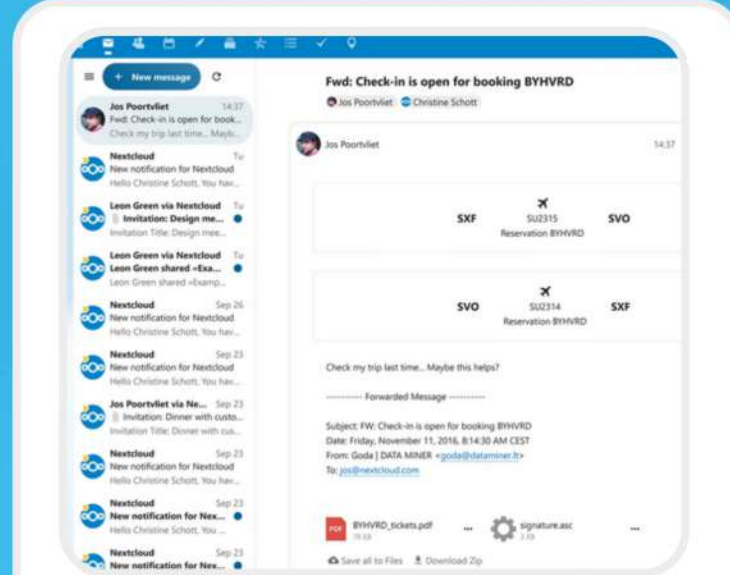 + New message
Jos Poortvliet 14:37
Fwd: Check-in is open for book...
Check my trip last time... Mayb...
Nextcloud Tu
New notification for Nextcloud
Hello Christine Schott, You hav...
Leon Green via Nextcloud Tu
Invitation: Design me...
Invitation Title: Design mee...
Leon Green via Nextcloud Tu
Leon Green shared »Exa...
Leon Green shared »Examp...
Nextcloud Sep 26
New notification for Nextcloud
Hello Christine Schott, You hav...
Nextcloud Sep 23
New notification for Nextcloud
Hello Christine Schott, You hav...
Jos Poortvliet via Ne... Sep 23
Invitation: Dinner with custo...
Invitation Title: Dinner with cus...
Nextcloud Sep 23
New notification for Nextcloud
Hello Christine Schott, You hav...
Nextcloud Sep 23
New notification for Nex...
Hello Christine Schott, You ...
Nextcloud Sep 23
New notification for Nex...
Fwd: Check-in is open for booking BYHVRD
Jos Poortvliet Christine Schott
Jos Poortvliet 14:37
SXF SU2315 SVO
Reservation BYHVRD
SVO SU2314 SXF
Reservation BYHVRD
Check my trip last time... Maybe this helps?
---------- Forwarded Message ----------
Subject: FW: Check-in is open for booking BYHVRD
Date: Friday, November 11, 2016, 8:14:30 AM CEST
From: Goda | DATA MINER <goda@dataminer.lt>
To: jos@nextcloud.com
PDF BYHVRD_tickets.pdf ... signature.asc ...
78 KB 3 KB
Save all to Files Download Zip